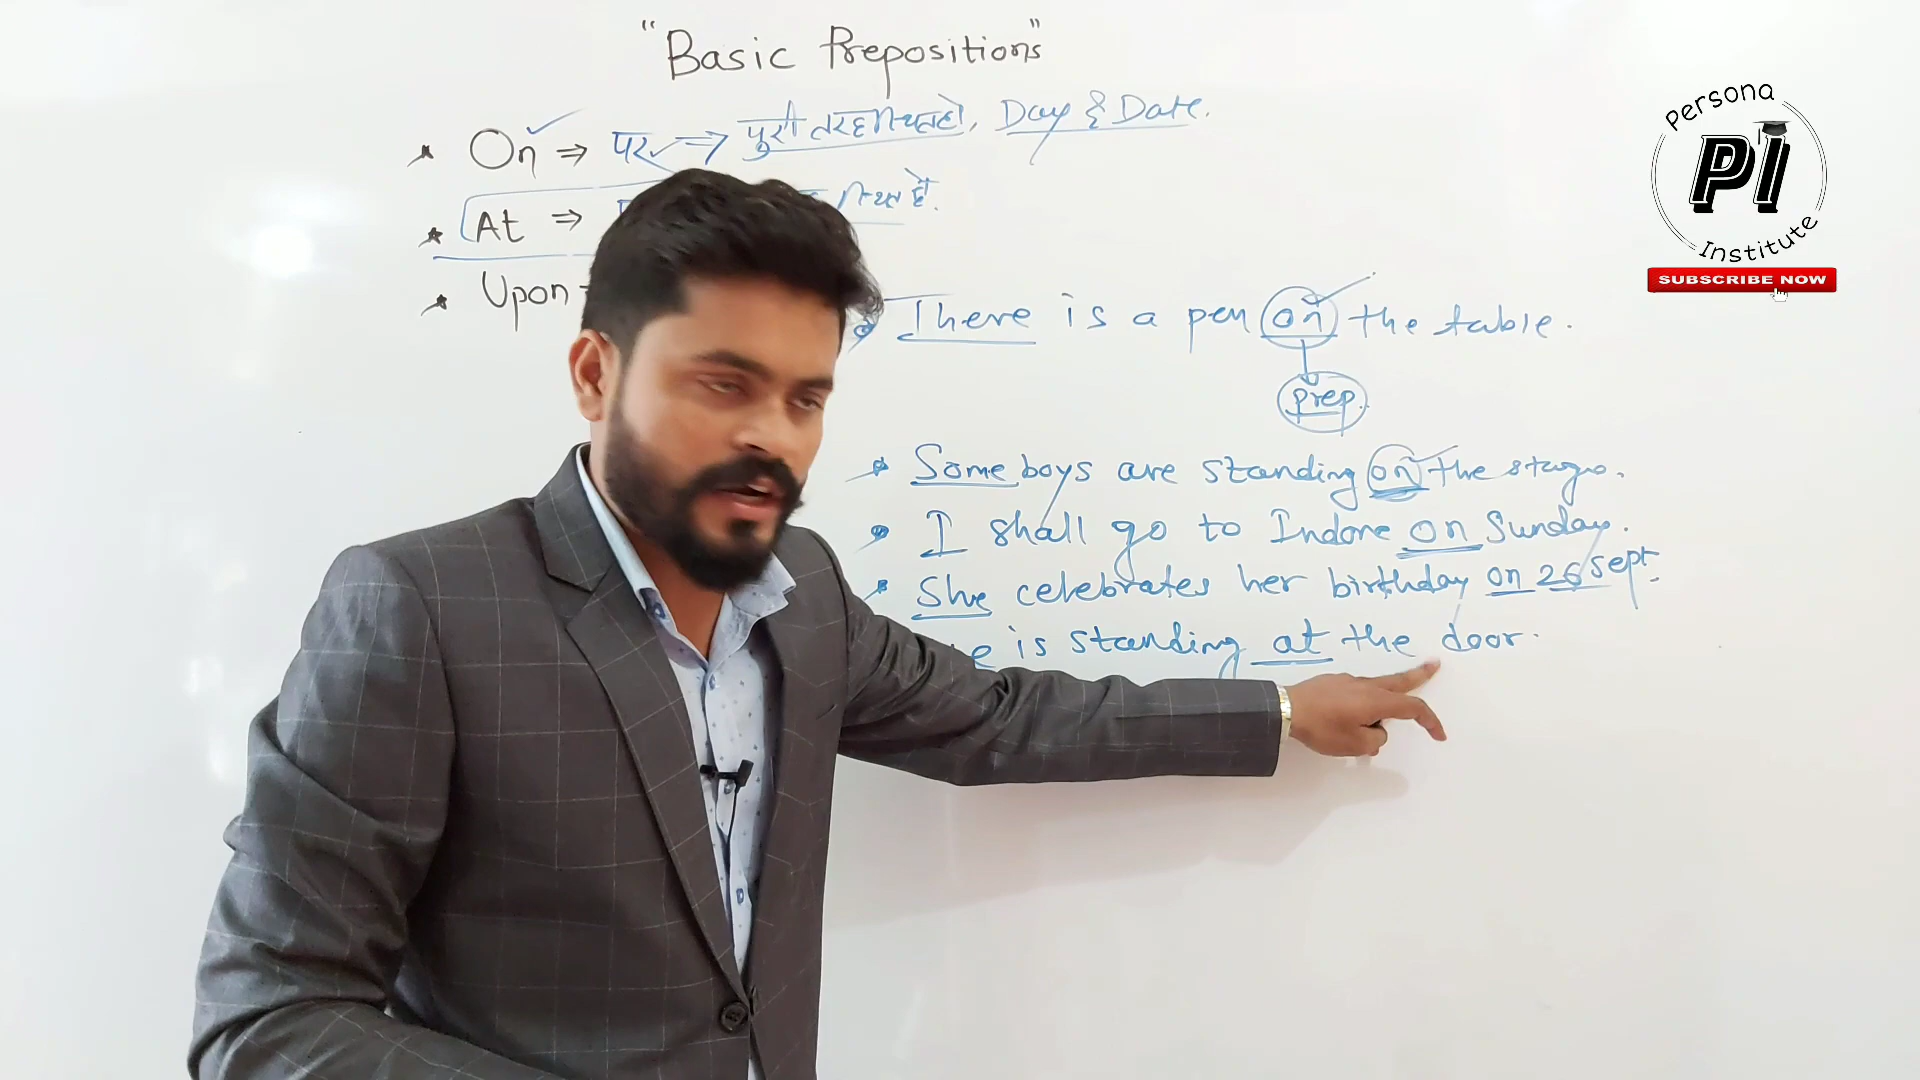 "Basic Prepositions"
On ⇒ पर ⇒ पुरी तरह स्थित हो, Day & Date.
At ⇒ स्थित हो.
Upon
There is a pen on the table.
prep.
Some boys are standing on the stage.
I shall go to Indore on Sunday.
She celebrates her birthday on 26 Sept.
is standing at the door.
Persona
PI
Institute
SUBSCRIBE NOW